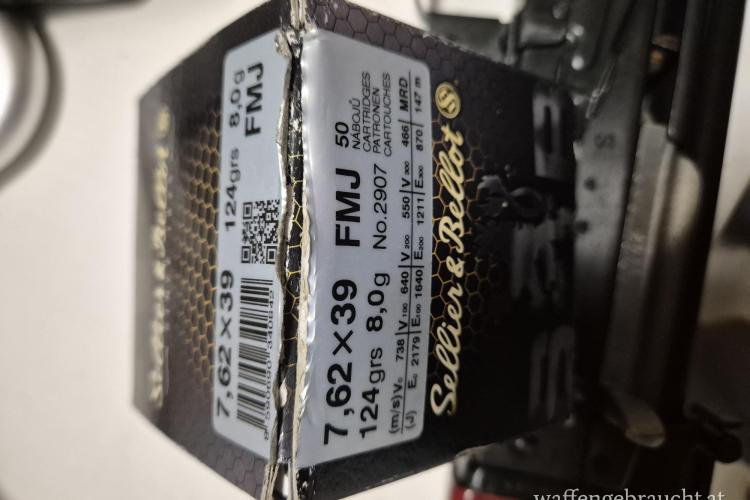 7,62×39
124grs 8,0g
FMJ
7,62×39 FMJ 50
NÁBOJŮ
CARTRIDGES
PATRONEN
CARTOUCHES
124grs 8,0g No.2907
(m/s) V₀ 738 V₁₀₀ 640 V₂₀₀ 550 V₃₀₀ 466 MRD
(J) E₀ 2179 E₁₀₀ 1640 E₂₀₀ 1211 E₃₀₀ 870 147 m
Sellier & Bellot
S&B
waffengebraucht.at